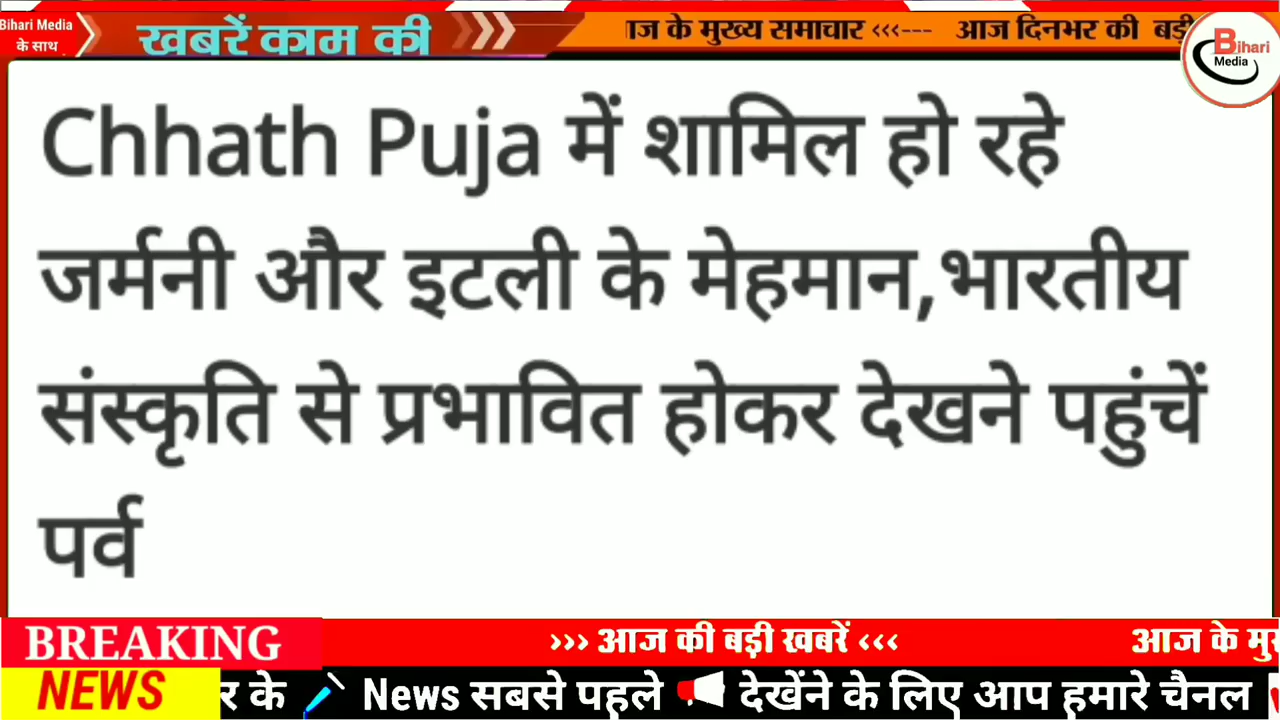 Bihari Media
के साथ
खबरें काम की
के मुख्य समाचार <<<--- आज दिनभर की
Bihari
Media
Chhath Puja में शामिल हो रहे
जर्मनी और इटली के मेहमान,भारतीय
संस्कृति से प्रभावित होकर देखने पहुंचें
पर्व
BREAKING
NEWS
>>> आज की बड़ी खबरें <<< आज के
र के News सबसे पहले देखेंने के लिए आप हमारे चैनल